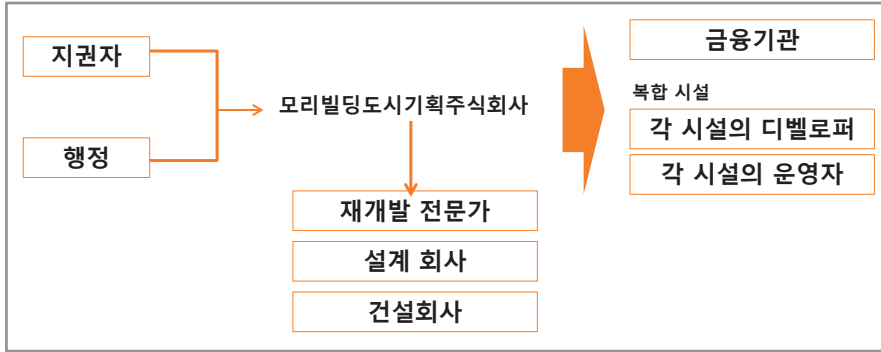 지권자
행정
모리빌딩도시기획주식회사
재개발 전문가
설계 회사
건설회사
금융기관
복합 시설
각 시설의 디벨로퍼
각 시설의 운영자